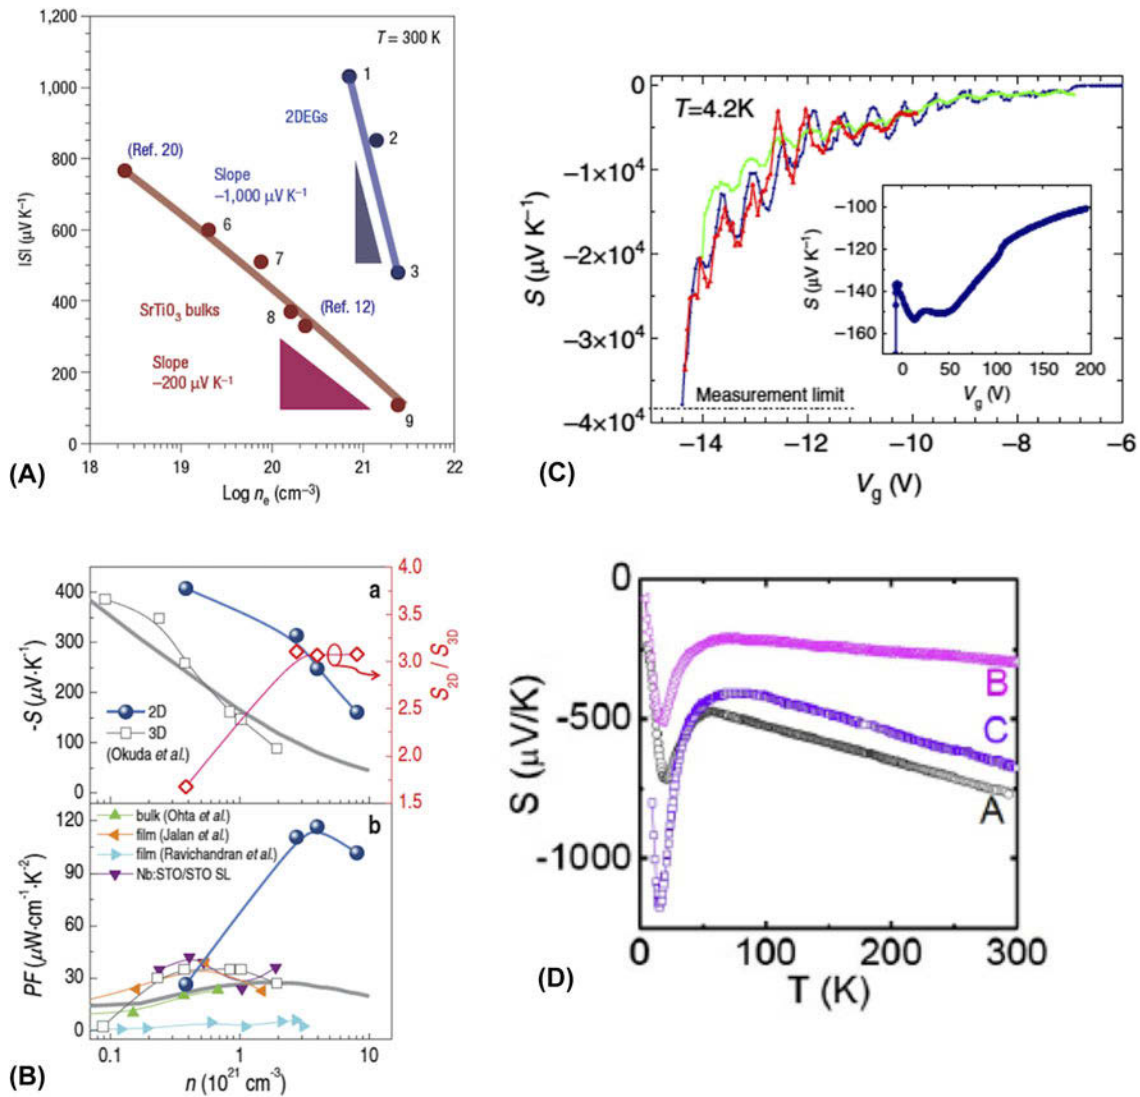 1,200
1,000
800
600
400
200
0
|S| (μV K⁻¹)
T = 300 K
1
2DEGs
2
(Ref. 20)
Slope
–1,000 μV K⁻¹
6
7
3
8
(Ref. 12)
SrTiO₃ bulks
Slope
–200 μV K⁻¹
9
18 19 20 21 22
Log nₑ (cm⁻³)
(A)
0
−1×10⁴
−2×10⁴
−3×10⁴
−4×10⁴
S (μV K⁻¹)
T=4.2K
−100
−120
−140
−160
S (μV K⁻¹)
0 50 100 150 200
V_g (V)
Measurement limit
−14 −12 −10 −8 −6
V_g (V)
(C)
400
300
200
100
0
-S (μV·K⁻¹)
a
2D
3D
(Okuda et al.)
4.0
3.5
3.0
2.5
2.0
1.5
S₂D / S₃D
b
120
90
60
30
0
PF (μW·cm⁻¹·K⁻²)
bulk (Ohta et al.)
film (Jalan et al.)
film (Ravichandran et al.)
Nb:STO/STO SL
0.1 1 10
n (10²¹ cm⁻³)
(B)
0
-500
-1000
S (μV/K)
B
C
A
0 100 200 300
T (K)
(D)